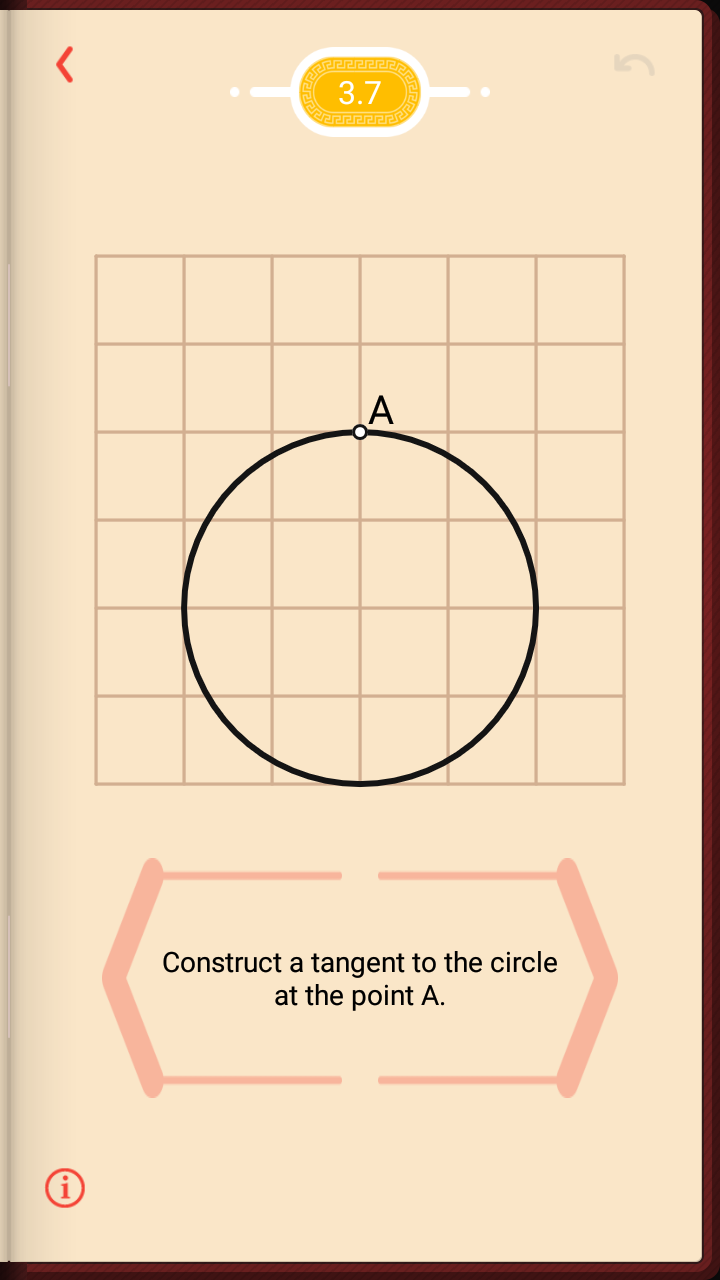 3.7
A
Construct a tangent to the circle
at the point A.
i